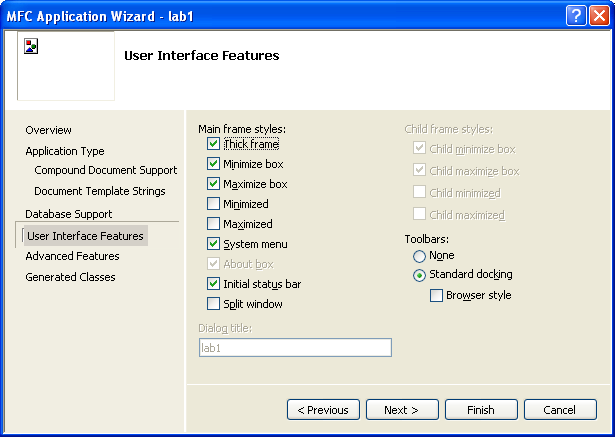 MFC Application Wizard - lab1
User Interface Features
Overview
Application Type
Compound Document Support
Document Template Strings
Database Support
User Interface Features
Advanced Features
Generated Classes
Main frame styles:
Thick frame
Minimize box
Maximize box
Minimized
Maximized
System menu
About box
Initial status bar
Split window
Dialog title:
lab1
Child frame styles:
Child minimize box
Child maximize box
Child minimized
Child maximized
Toolbars:
None
Standard docking
Browser style
< Previous
Next >
Finish
Cancel